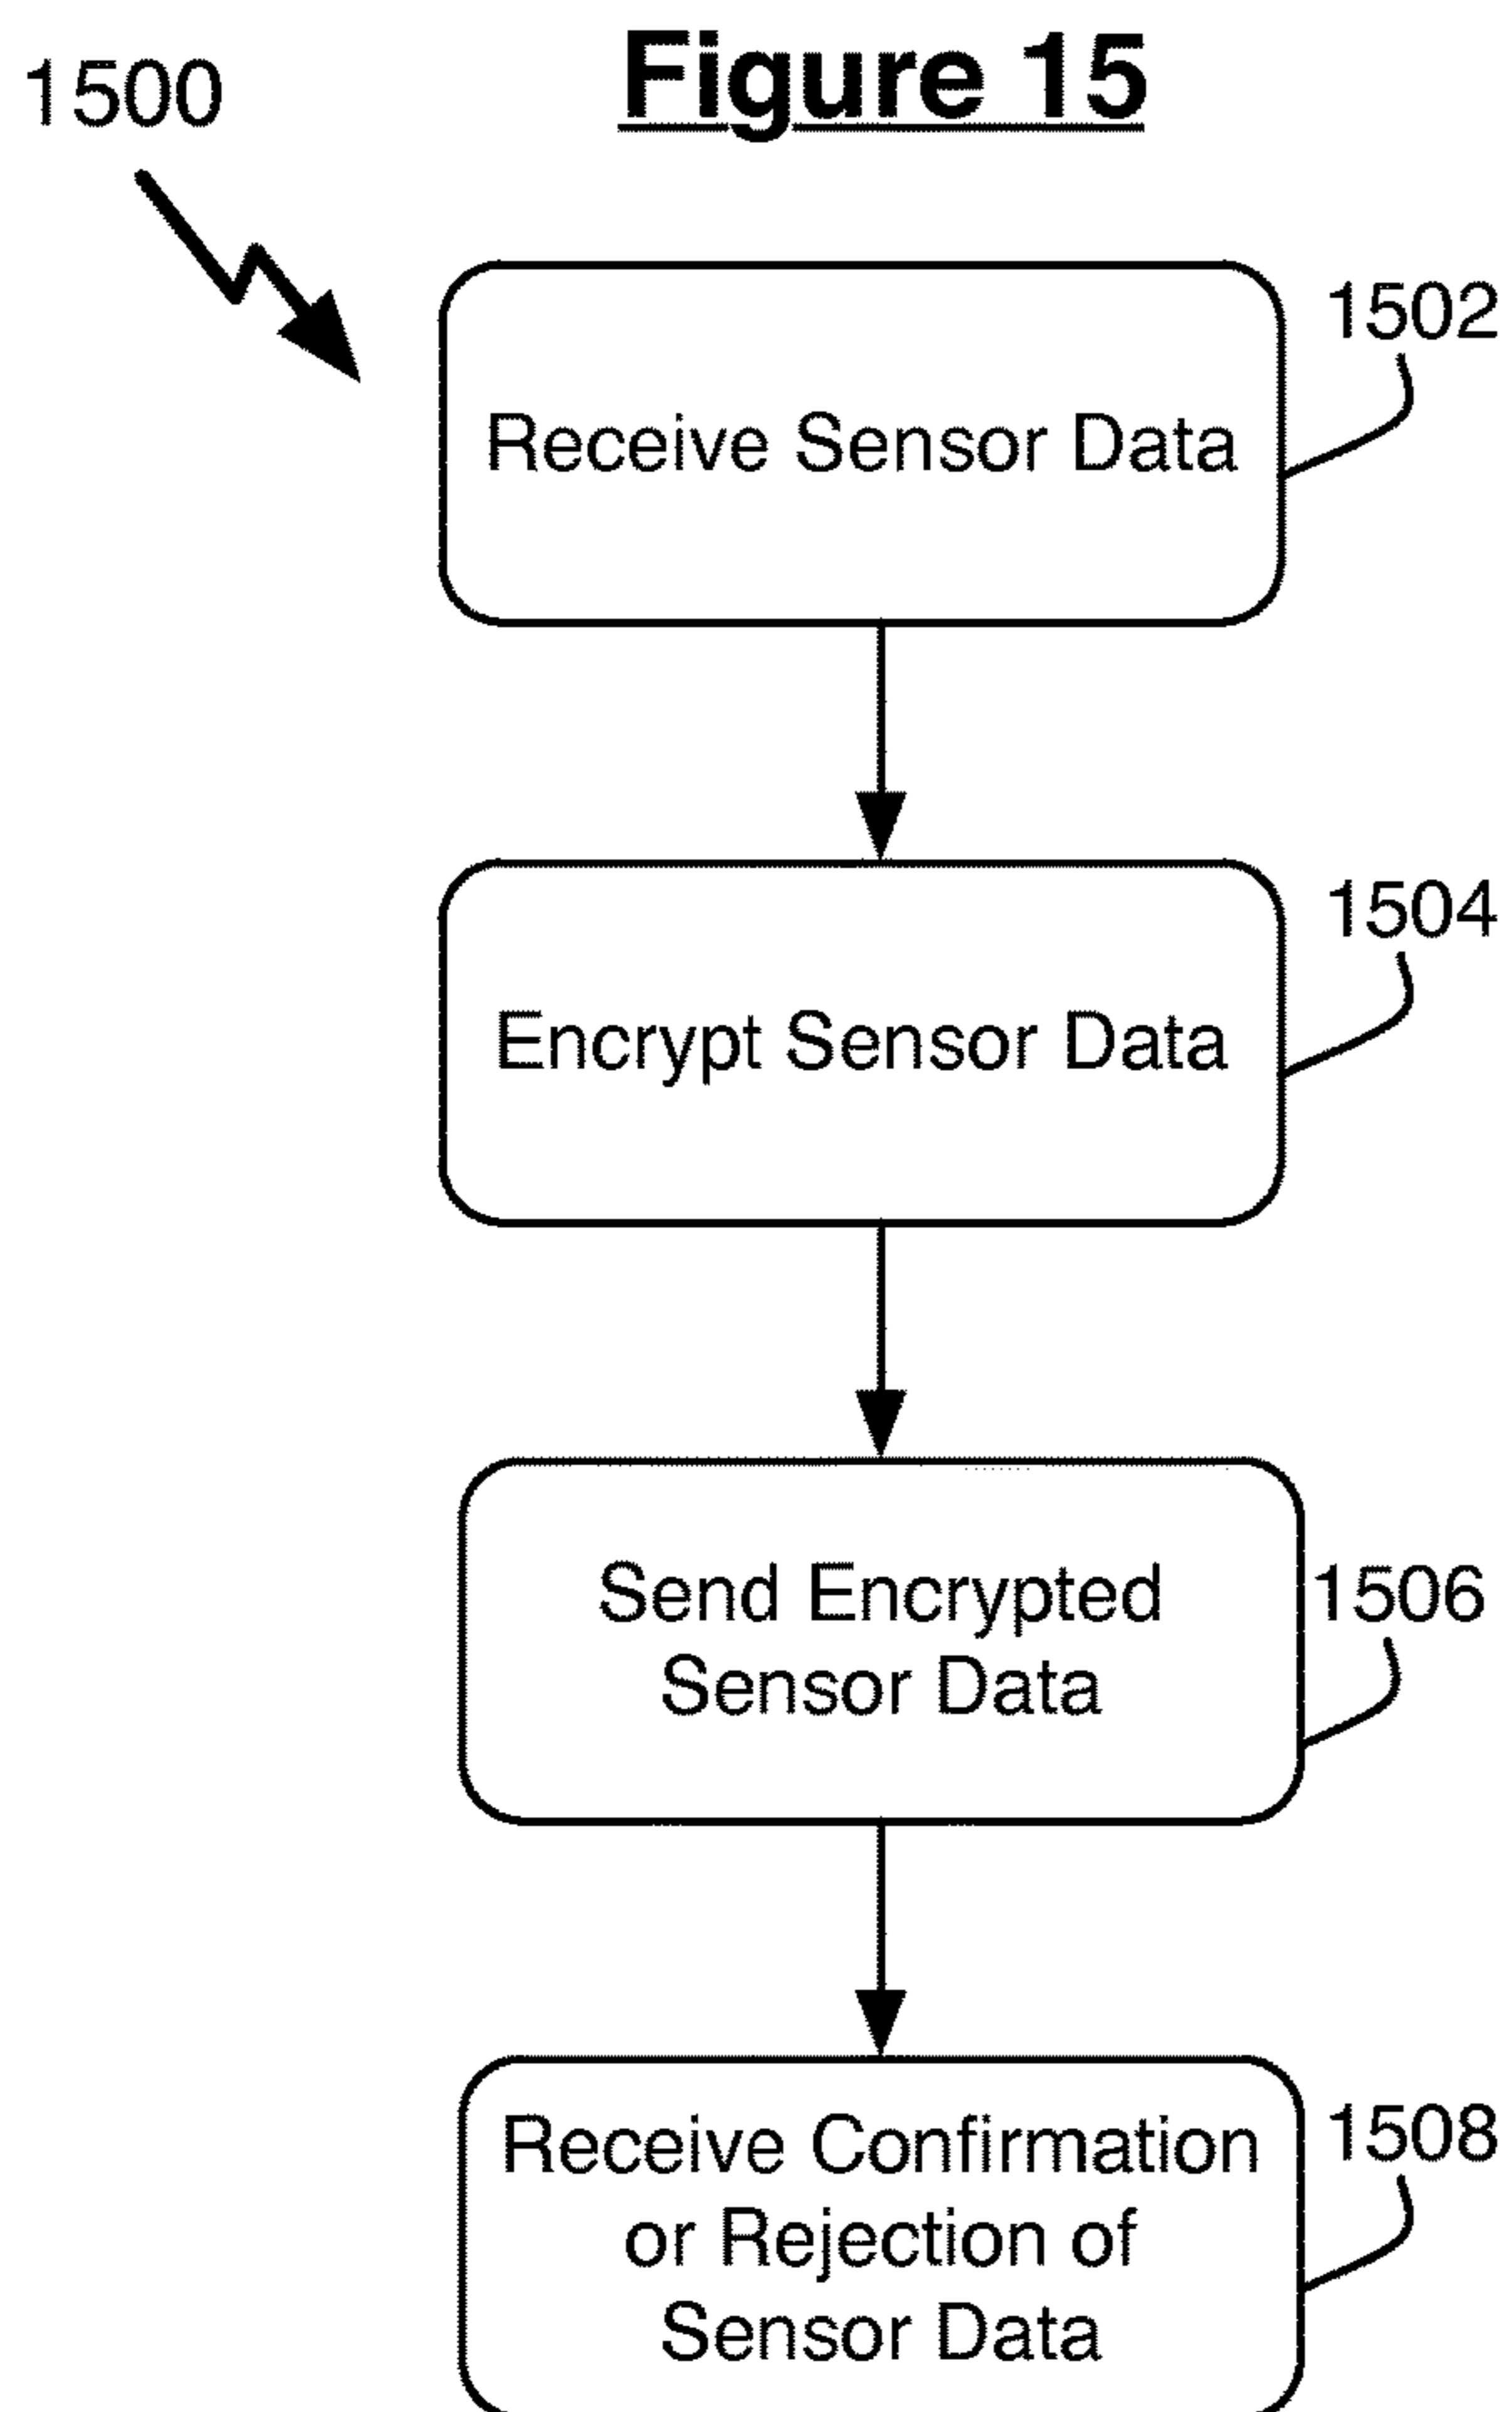 Figure 15
1500
Receive Sensor Data
1502
Encrypt Sensor Data
1504
Send Encrypted
Sensor Data
1506
Receive Confirmation
or Rejection of
Sensor Data
1508